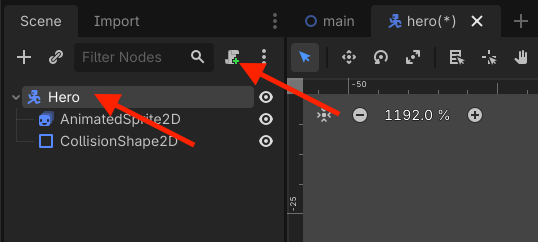 Scene Import
main hero(*)
Filter Nodes
-50
Hero
AnimatedSprite2D
CollisionShape2D
1192.0 %
-25